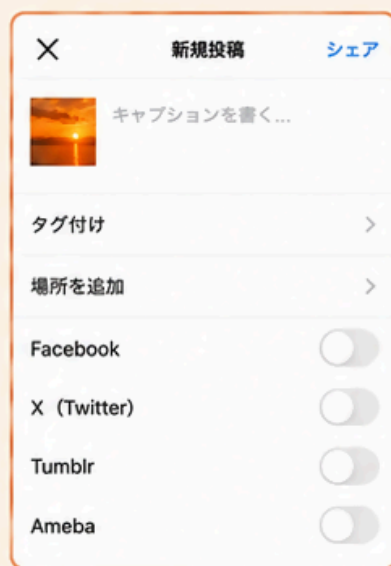 新規投稿
シェア
キャプションを書く...
タグ付け
場所を追加
Facebook
X（Twitter）
Tumblr
Ameba